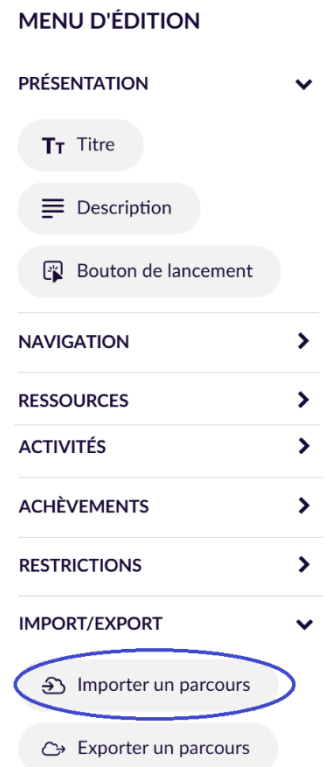 MENU D'ÉDITION
PRÉSENTATION
Titre
Description
Bouton de lancement
NAVIGATION
RESSOURCES
ACTIVITÉS
ACHÈVEMENTS
RESTRICTIONS
IMPORT/EXPORT
Importer un parcours
Exporter un parcours